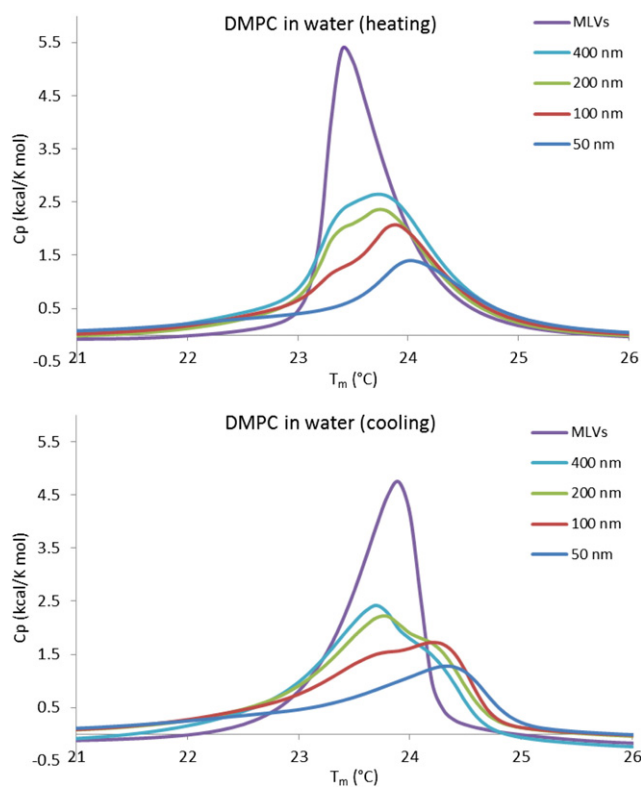 DMPC in water (heating)
MLVs
400 nm
200 nm
100 nm
50 nm
Cp (kcal/K mol)
5.5
4.5
3.5
2.5
1.5
0.5
-0.5
21 22 23 24 25 26
Tm (°C)
DMPC in water (cooling)
MLVs
400 nm
200 nm
100 nm
50 nm
Cp (kcal/K mol)
5.5
4.5
3.5
2.5
1.5
0.5
-0.5
21 22 23 24 25 26
Tm (°C)